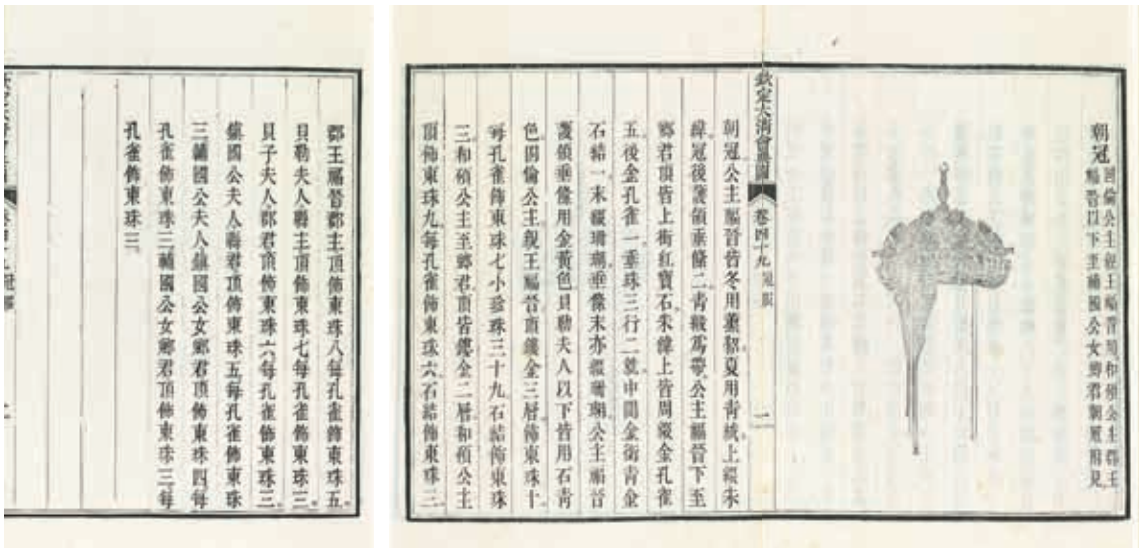 朝冠 固倫公主親王福晉同和碩公主郡王
福晉以下至輔國公女鄉君朝冠附見
欽定大清會典圖 卷四十九 冠服 二
朝冠公主福晉皆冬用薰貂夏用青絨上綴朱
緯冠後護領垂絛二青緞為帶公主福晉下至
鄉君頂皆上銜紅寶石朱緯上皆周綴金孔雀
五後金孔雀一垂珠三行二就中間金銜青金
石結一末綴珊瑚垂絛末亦綴珊瑚公主福晉
護領垂絛用金黃色貝勒夫人以下皆用石青
色固倫公主親王福晉頂鏤金三層飾東珠十
每孔雀飾東珠七小珍珠三十九石結飾東珠
三和碩公主至鄉君頂皆鏤金二層和碩公主
頂飾東珠九每孔雀飾東珠六石結飾東珠三
郡王福晉郡主頂飾東珠八每孔雀飾東珠五
貝勒夫人縣主頂飾東珠七每孔雀飾東珠三
貝子夫人郡君頂飾東珠六每孔雀飾東珠三
鎮國公夫人縣君頂飾東珠五每孔雀飾東珠
三輔國公夫人鎮國公女鄉君頂飾東珠四每
孔雀飾東珠三輔國公女鄉君頂飾東珠三每
孔雀飾東珠三